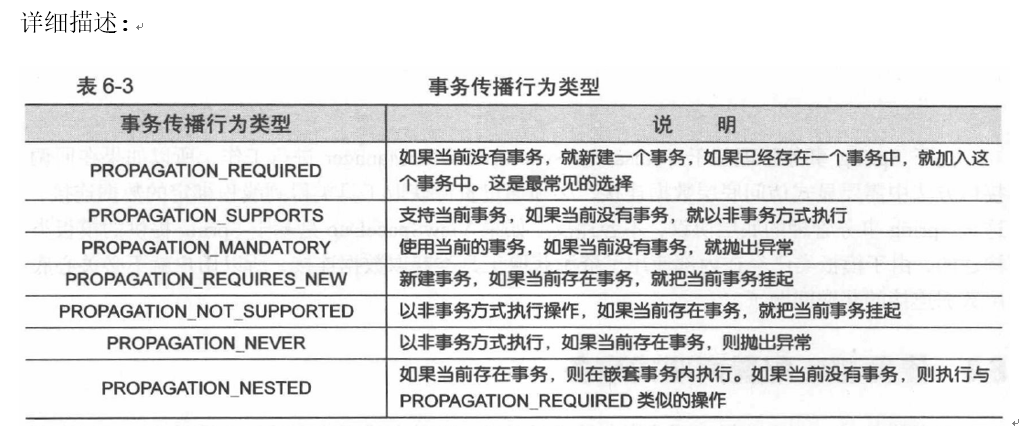 详细描述:
表 6-3 事务传播行为类型
事务传播行为类型 说 明
PROPAGATION_REQUIRED 如果当前没有事务，就新建一个事务；如果已经存在一个事务中，就加入这
个事务中。这是最常见的选择
PROPAGATION_SUPPORTS 支持当前事务，如果当前没有事务，就以非事务方式执行
PROPAGATION_MANDATORY 使用当前的事务，如果当前没有事务，就抛出异常
PROPAGATION_REQUIRES_NEW 新建事务，如果当前存在事务，就把当前事务挂起
PROPAGATION_NOT_SUPPORTED 以非事务方式执行操作，如果当前存在事务，就把当前事务挂起
PROPAGATION_NEVER 以非事务方式执行，如果当前存在事务，则抛出异常
PROPAGATION_NESTED 如果当前存在事务，则在嵌套事务内执行。如果当前没有事务，则执行与
PROPAGATION_REQUIRED 类似的操作